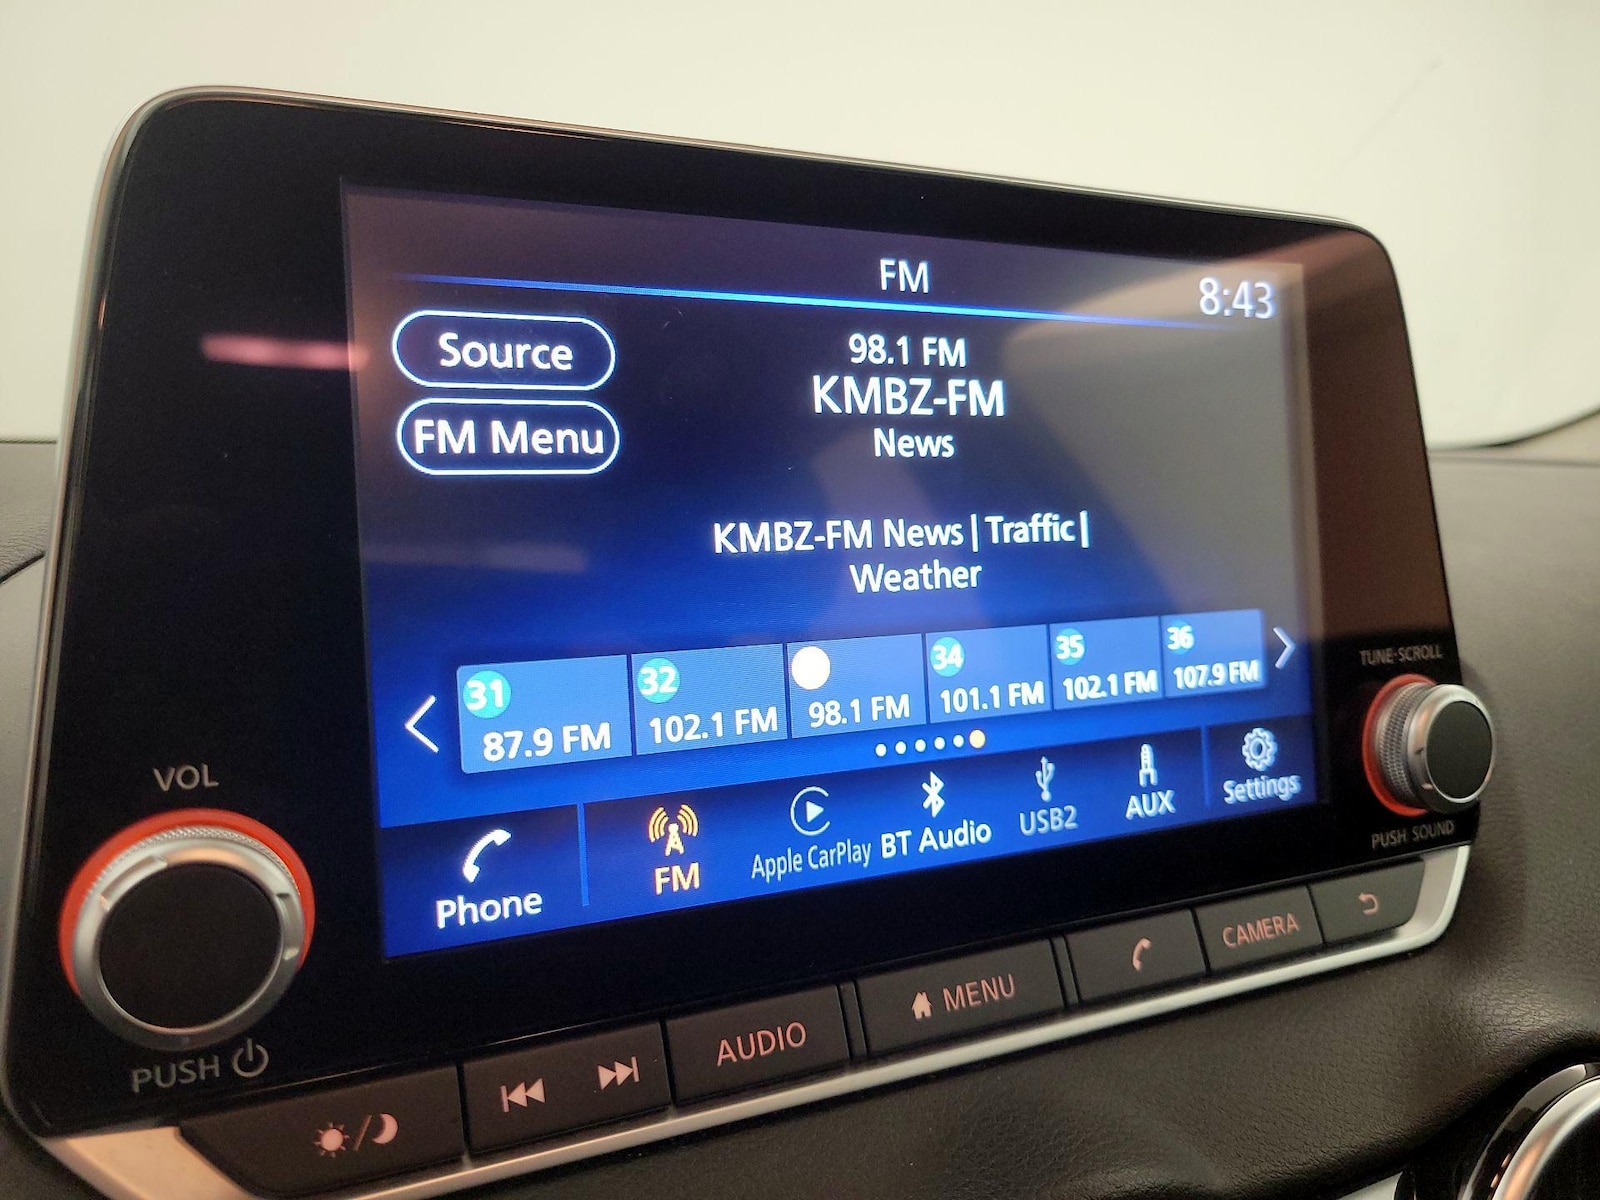 FM
8:43
Source
98.1 FM
KMBZ-FM
FM Menu
News
KMBZ-FM News | Traffic |
Weather
31
87.9 FM
32
102.1 FM
98.1 FM
34
101.1 FM
35
102.1 FM
36
107.9 FM
Phone
FM
Apple CarPlay
BT Audio
USB2
AUX
Settings
VOL
PUSH
TUNE·SCROLL
PUSH SOUND
AUDIO
MENU
CAMERA